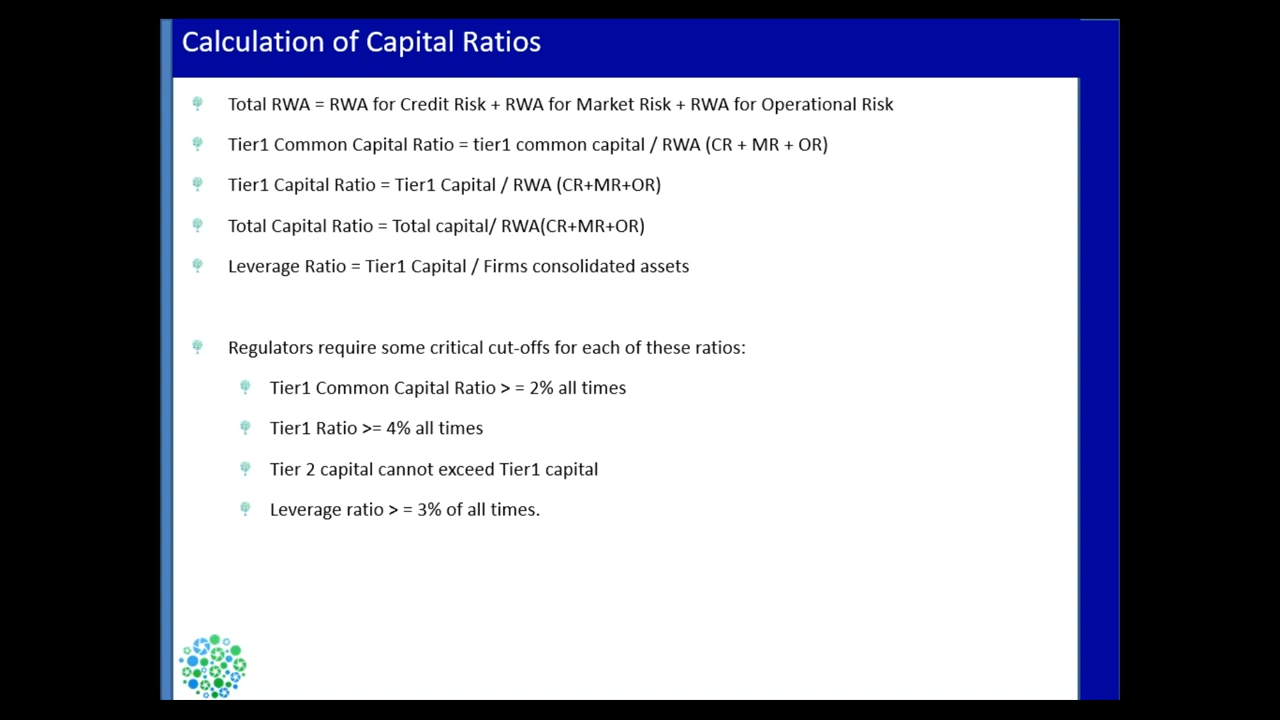 Calculation of Capital Ratios
Total RWA = RWA for Credit Risk + RWA for Market Risk + RWA for Operational Risk
Tier1 Common Capital Ratio = tier1 common capital / RWA (CR + MR + OR)
Tier1 Capital Ratio = Tier1 Capital / RWA (CR+MR+OR)
Total Capital Ratio = Total capital/ RWA(CR+MR+OR)
Leverage Ratio = Tier1 Capital / Firms consolidated assets
Regulators require some critical cut-offs for each of these ratios:
Tier1 Common Capital Ratio > = 2% all times
Tier1 Ratio >= 4% all times
Tier 2 capital cannot exceed Tier1 capital
Leverage ratio > = 3% of all times.